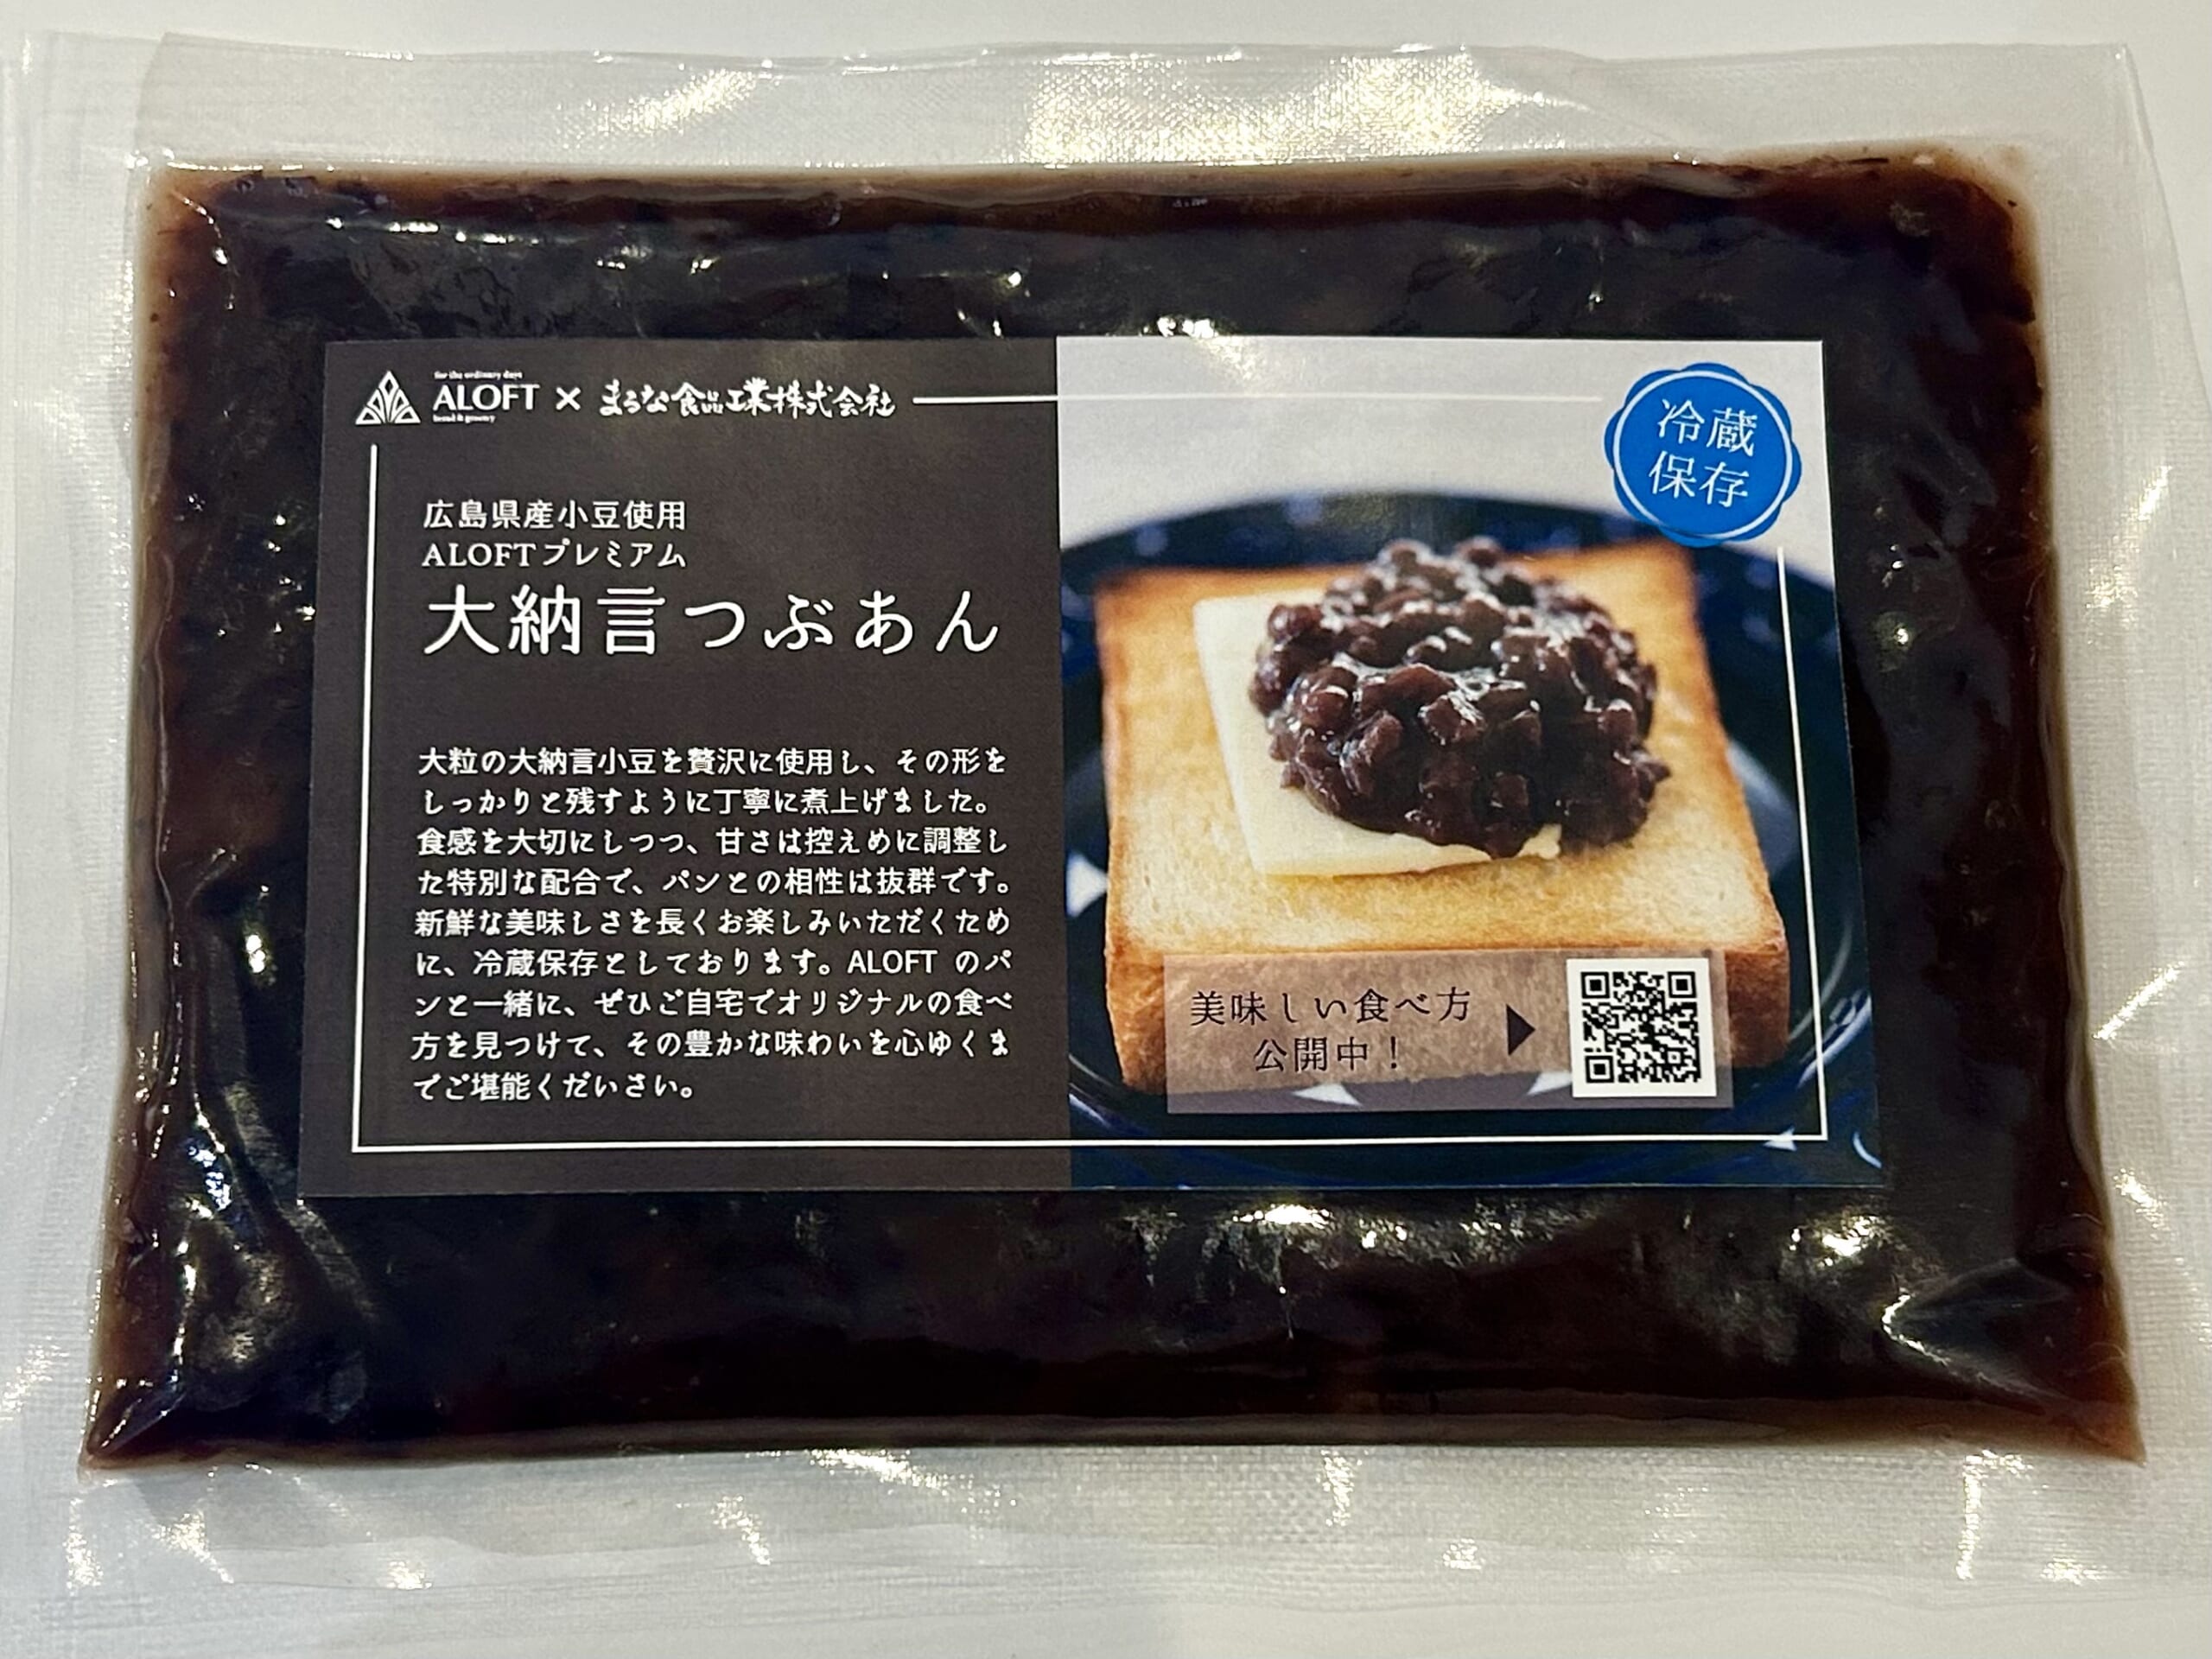 for the ordinary days
ALOFT × まるな食品工業株式会社
bread & grocery
冷蔵
保存
広島県産小豆使用
ALOFTプレミアム
大納言つぶあん
大粒の大納言小豆を贅沢に使用し、その形を
しっかりと残すように丁寧に煮上げました。
食感を大切にしつつ、甘さは控えめに調整し
た特別な配合で、パンとの相性は抜群です。
新鮮な美味しさを長くお楽しみいただくため
に、冷蔵保存としております。ALOFT のパ
ンと一緒に、ぜひご自宅でオリジナルの食べ
方を見つけて、その豊かな味わいを心ゆくま
でご堪能くだいさい。
美味しい食べ方
公開中！